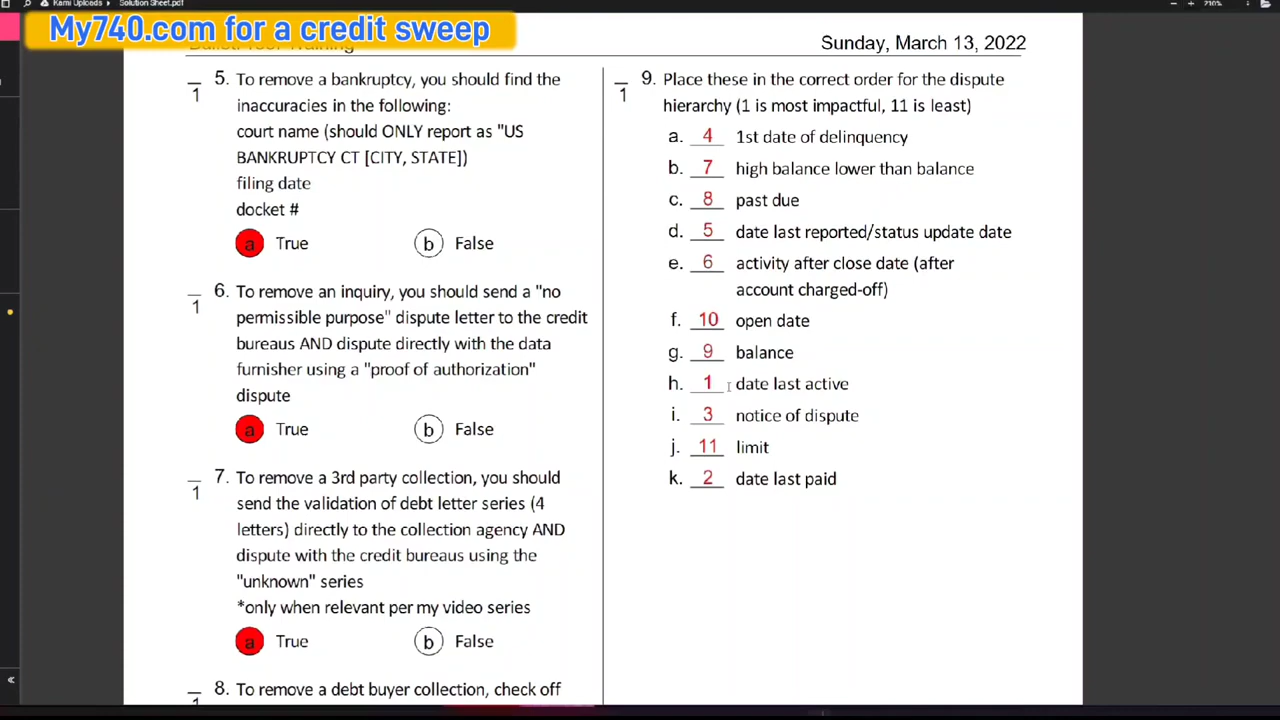 Kami Uploads ▸ Solution Sheet.pdf
210%
My740.com for a credit sweep
Sunday, March 13, 2022
_
1
5. To remove a bankruptcy, you should find the
inaccuracies in the following:
court name (should ONLY report as "US
BANKRUPTCY CT [CITY, STATE])
filing date
docket #
a True
b False
_
1
6. To remove an inquiry, you should send a "no
permissible purpose" dispute letter to the credit
bureaus AND dispute directly with the data
furnisher using a "proof of authorization"
dispute
a True
b False
_
1
7. To remove a 3rd party collection, you should
send the validation of debt letter series (4
letters) directly to the collection agency AND
dispute with the credit bureaus using the
"unknown" series
*only when relevant per my video series
a True
b False
_
1
8. To remove a debt buyer collection, check off
_
1
9. Place these in the correct order for the dispute
hierarchy (1 is most impactful, 11 is least)
a. 4 1st date of delinquency
b. 7 high balance lower than balance
c. 8 past due
d. 5 date last reported/status update date
e. 6 activity after close date (after
account charged-off)
f. 10 open date
g. 9 balance
h. 1 date last active
i. 3 notice of dispute
j. 11 limit
k. 2 date last paid